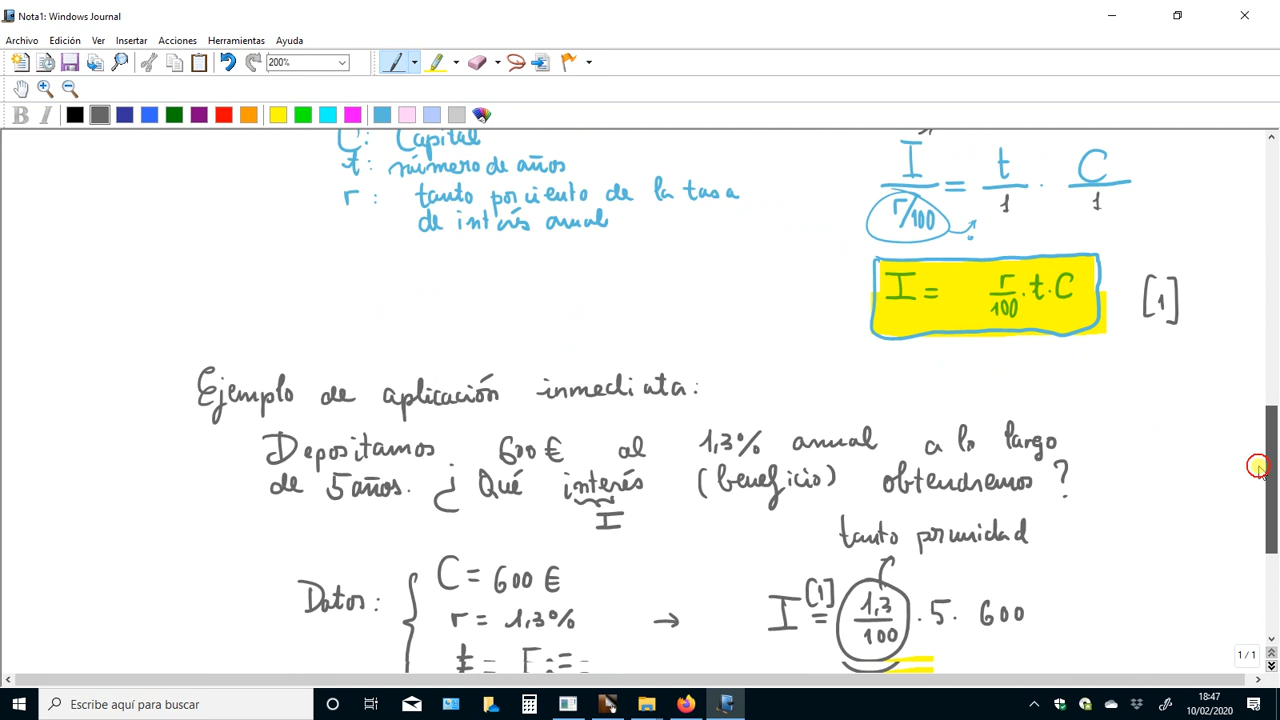 Nota1: Windows Journal
Archivo Edición Ver Insertar Acciones Herramientas Ayuda
200%
B I
C: Capital
t: número de años
r: tanto porciento de la tasa
de interés anual
I / r/100 = t/1 · C/1
I = r/100 · t · C [1]
Ejemplo de aplicación inmediata:
Depositamos 600 € al 1,3% anual a lo largo
de 5 años. ¿Qué interés (beneficio) obtendremos?
I
tanto por unidad
Datos: { C = 600 €
r = 1,3%
→ I [1]= 1,3/100 · 5 · 600
t =
1 / 1
Escribe aquí para buscar
18:47
10/02/2020